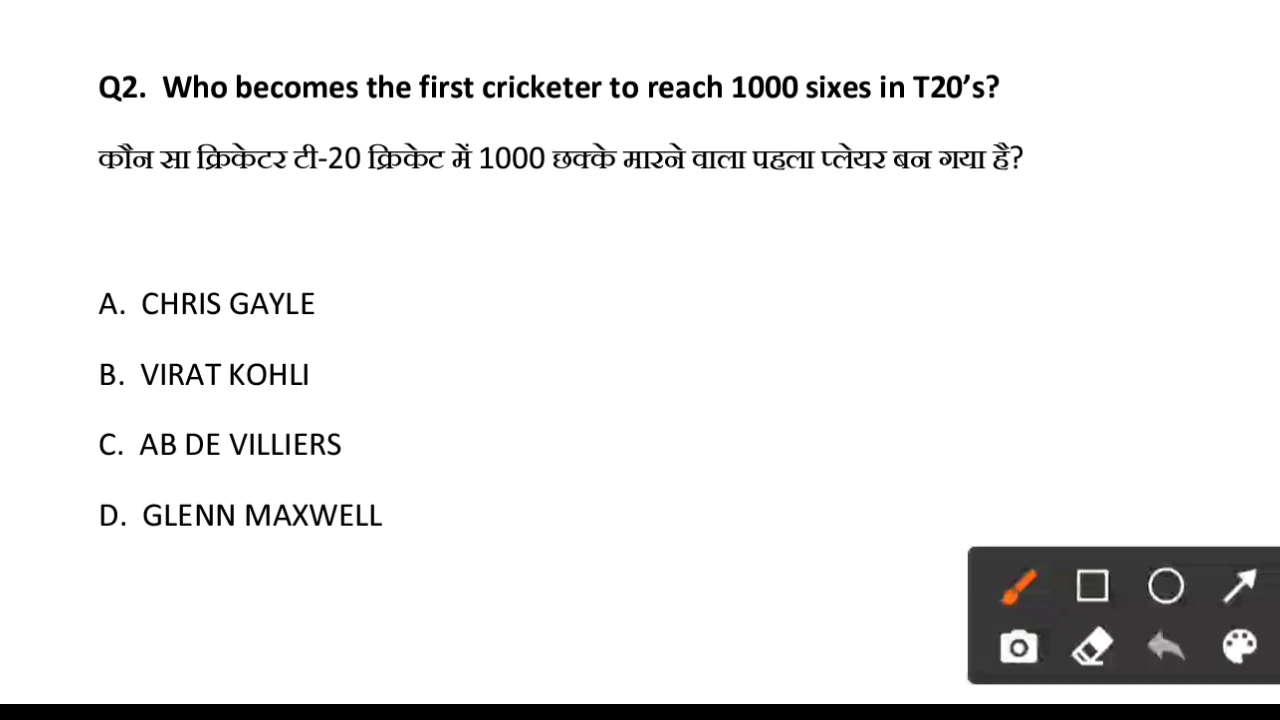 Q2. Who becomes the first cricketer to reach 1000 sixes in T20’s?
कौन सा क्रिकेटर टी-20 क्रिकेट में 1000 छक्के मारने वाला पहला प्लेयर बन गया है?
A. CHRIS GAYLE
B. VIRAT KOHLI
C. AB DE VILLIERS
D. GLENN MAXWELL